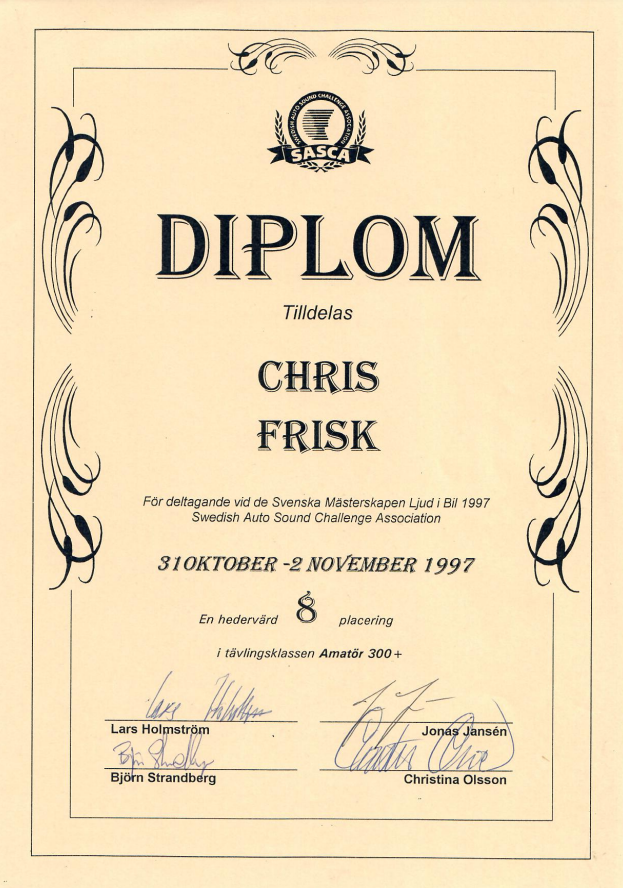 SWEDISH AUTO SOUND CHALLENGE ASSOCIATION
SASCA
DIPLOM
Tilldelas
CHRIS
FRISK
För deltagande vid de Svenska Mästerskapen Ljud i Bil 1997
Swedish Auto Sound Challenge Association
31OKTOBER -2 NOVEMBER 1997
En hedervärd 8 placering
i tävlingsklassen Amatör 300+
Lars Holmström
Jonas Jansén
Björn Strandberg
Christina Olsson